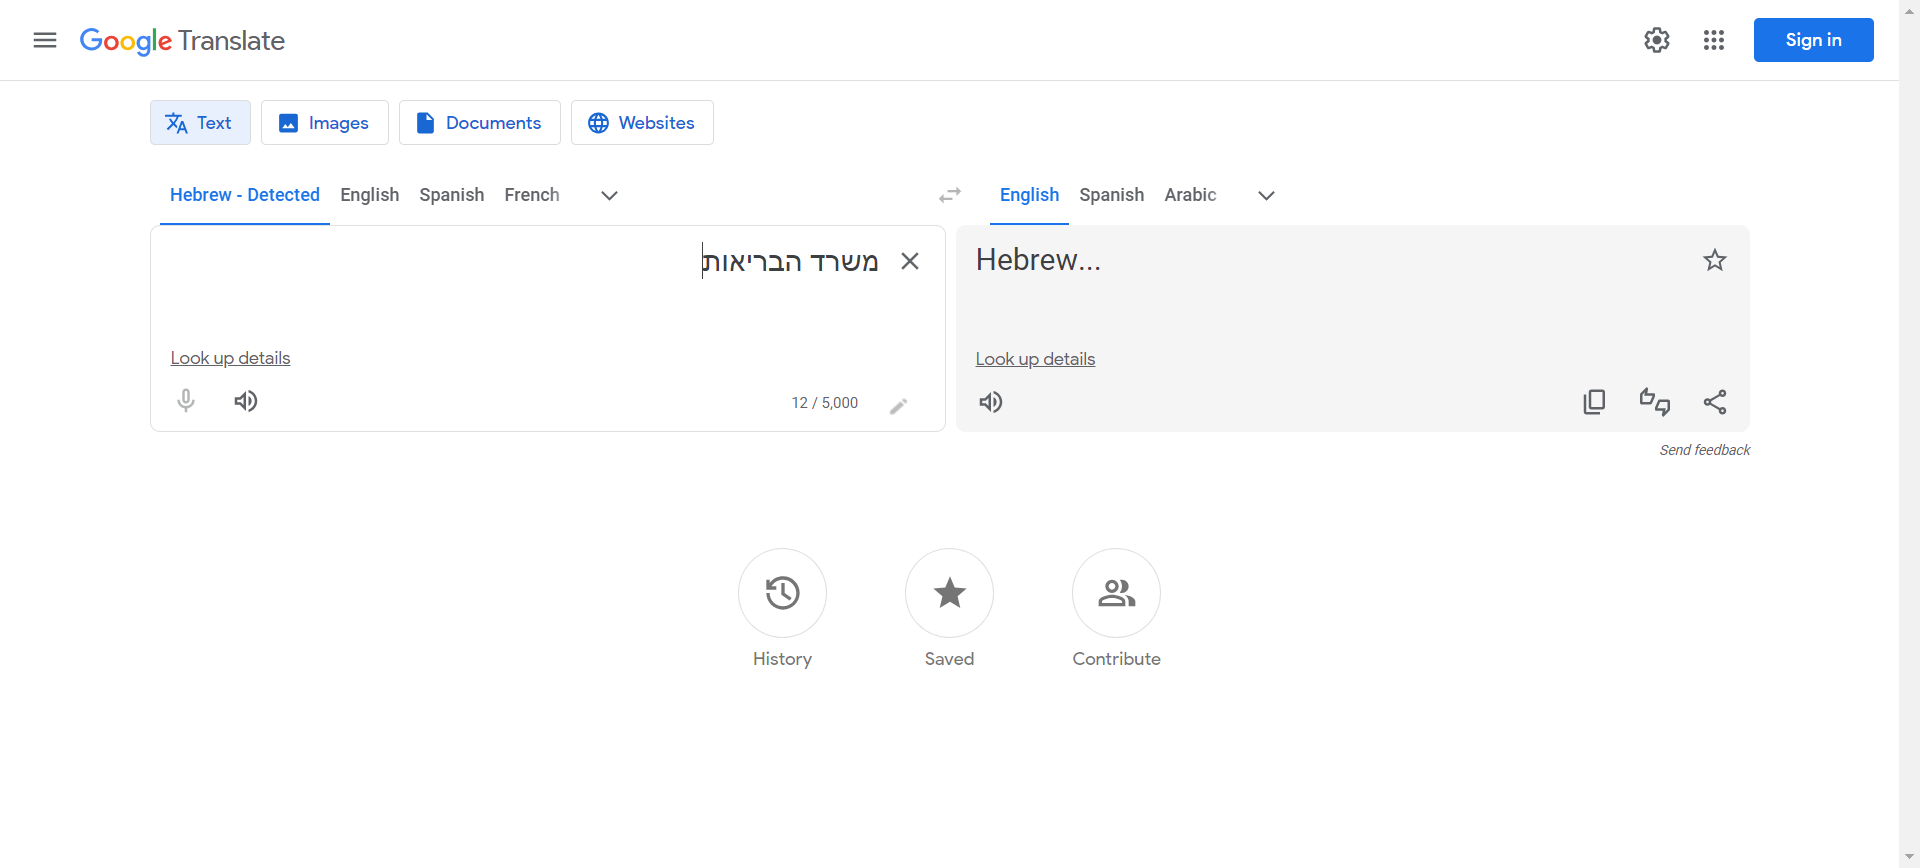 Google Translate
Sign in
Text
Images
Documents
Websites
Hebrew - Detected
English
Spanish
French
English
Spanish
Arabic
משרד הבריאות
Hebrew...
Look up details
Look up details
12 / 5,000
Send feedback
History
Saved
Contribute